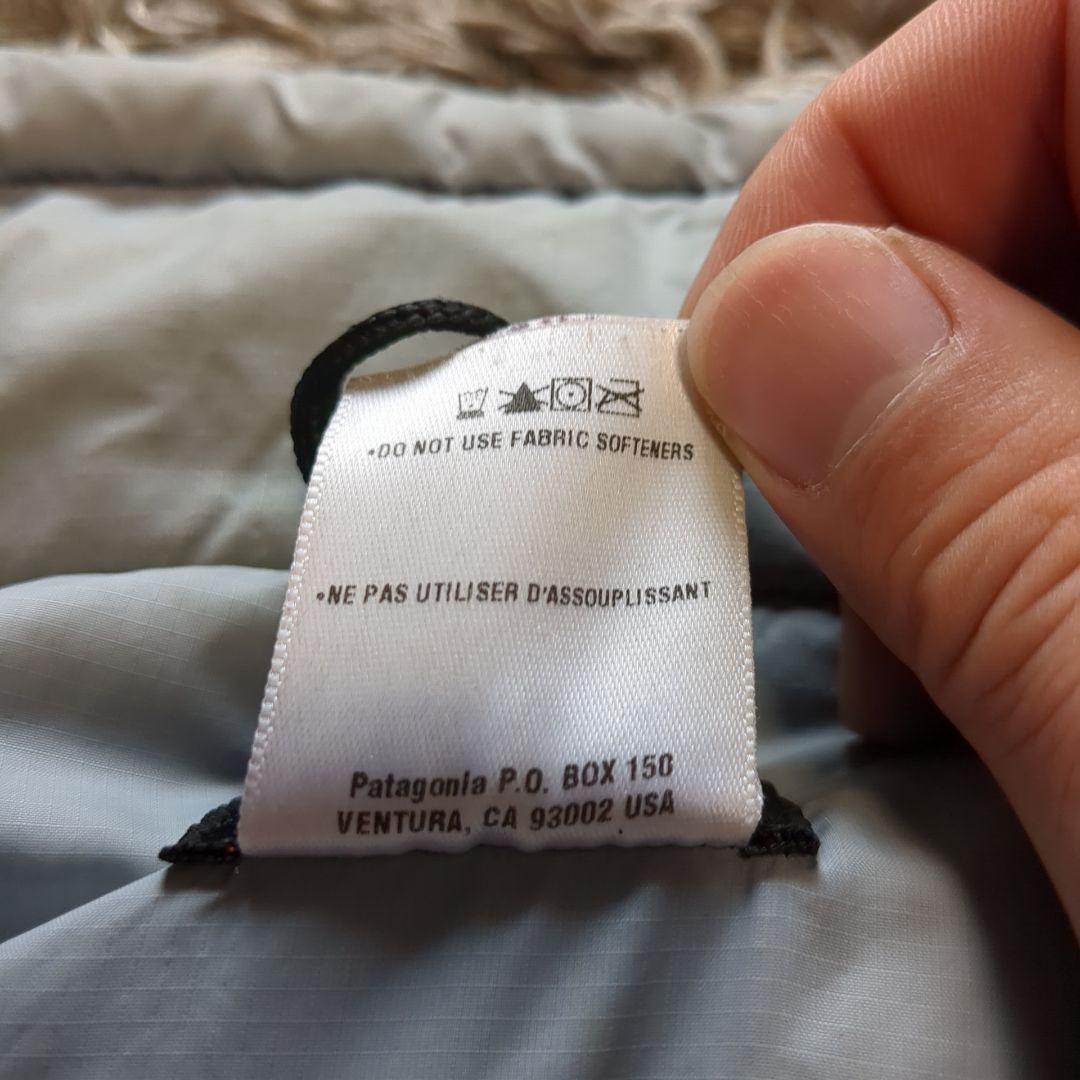 •DO NOT USE FABRIC SOFTENERS
•NE PAS UTILISER D'ASSOUPLISSANT
Patagonia P.O. BOX 150
VENTURA, CA 93002 USA